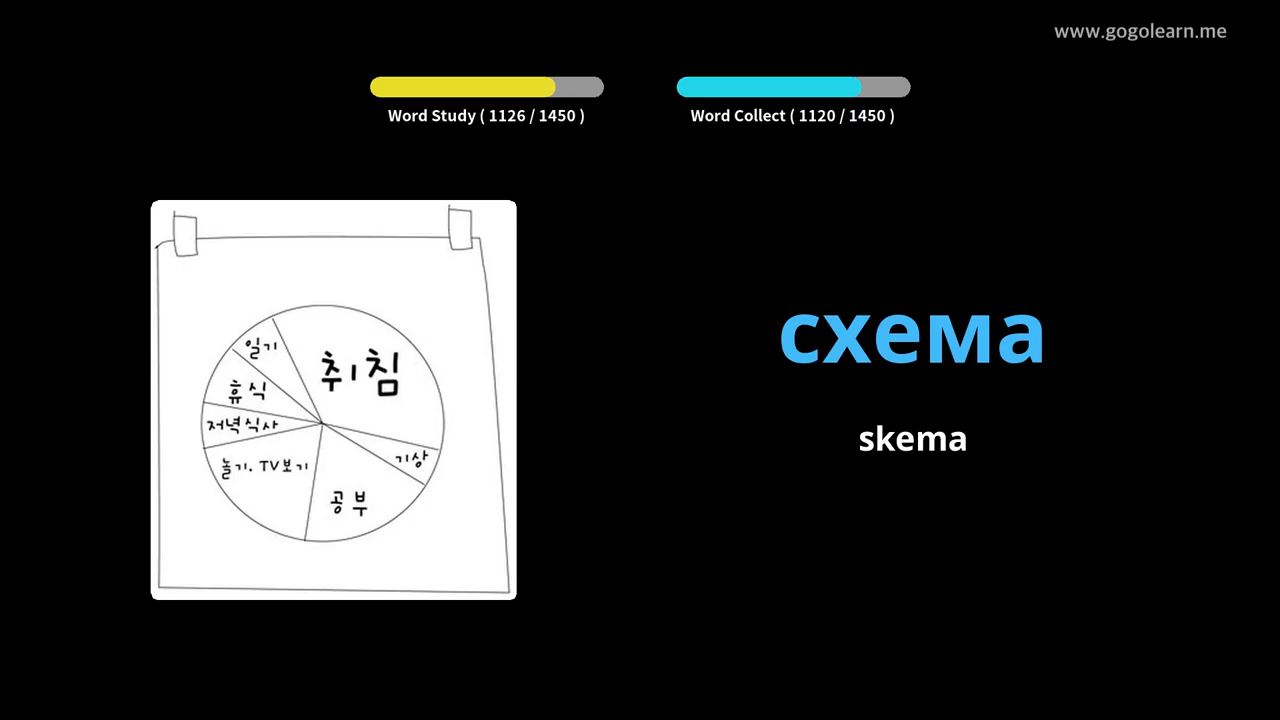 www.gogolearn.me
Word Study ( 1126 / 1450 )
Word Collect ( 1120 / 1450 )
일기
취침
휴식
저녁식사
놀기. TV보기
기상
공부
схема
skema